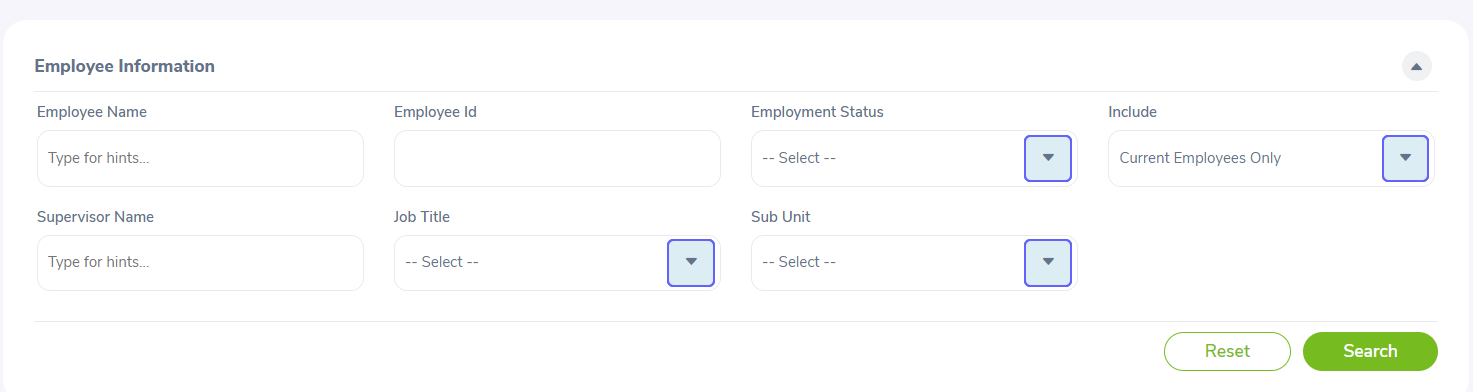 Employee Information
Employee Name
Employee Id
Employment Status
Include
Type for hints...
-- Select --
Current Employees Only
Supervisor Name
Job Title
Sub Unit
Type for hints...
-- Select --
-- Select --
Reset
Search